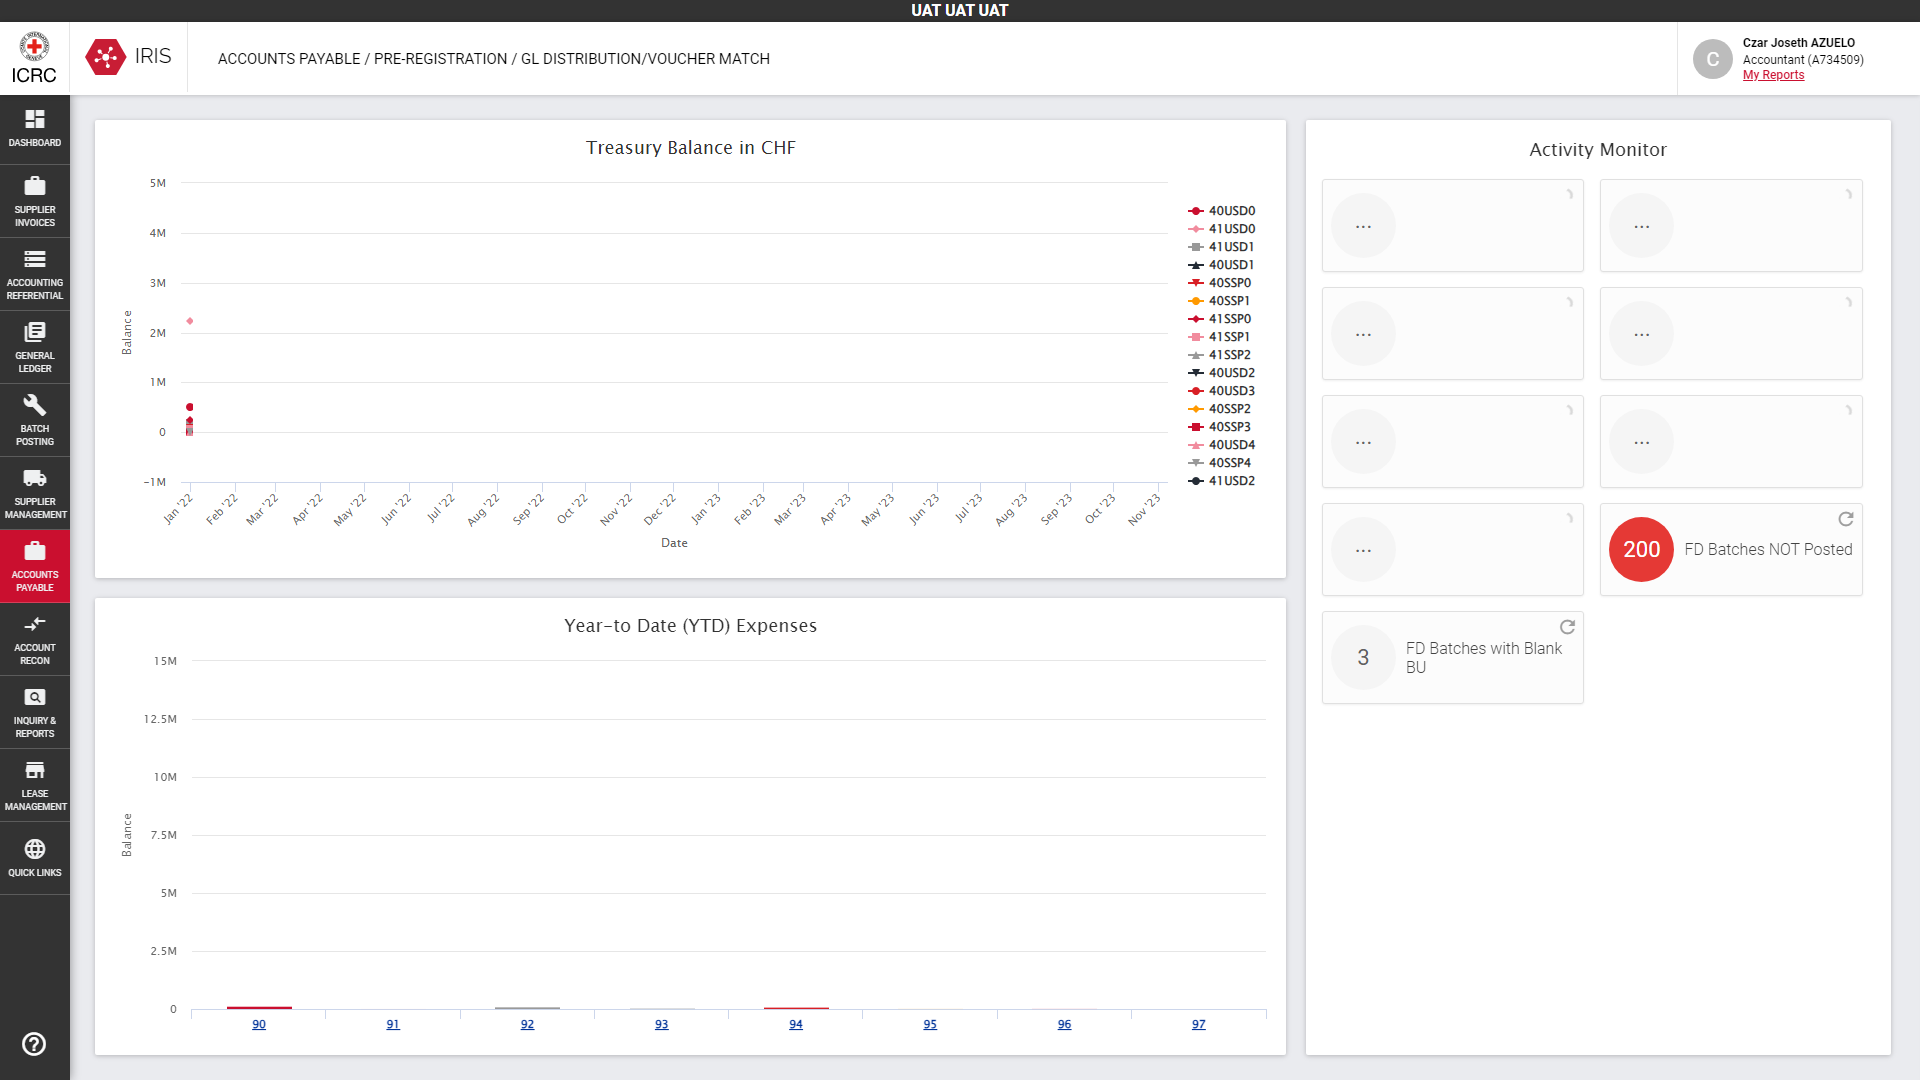 UAT UAT UAT
ICRC
IRIS
ACCOUNTS PAYABLE / PRE-REGISTRATION / GL DISTRIBUTION/VOUCHER MATCH
C
Czar Joseth AZUELO
Accountant (A734509)
My Reports
DASHBOARD
SUPPLIER
INVOICES
ACCOUNTING
REFERENTIAL
GENERAL
LEDGER
BATCH
POSTING
SUPPLIER
MANAGEMENT
ACCOUNTS
PAYABLE
ACCOUNT
RECON
INQUIRY &
REPORTS
LEASE
MANAGEMENT
QUICK LINKS
Treasury Balance in CHF
Balance
5M
4M
3M
2M
1M
0
-1M
Jan '22
Feb '22
Mar '22
Apr '22
May '22
Jun '22
Jul '22
Aug '22
Sep '22
Oct '22
Nov '22
Dec '22
Jan '23
Feb '23
Mar '23
Apr '23
May '23
Jun '23
Jul '23
Aug '23
Sep '23
Oct '23
Nov '23
Date
40USD0
41USD0
41USD1
40USD1
40SSP0
40SSP1
41SSP0
41SSP1
41SSP2
40USD2
40USD3
40SSP2
40SSP3
40USD4
40SSP4
41USD2
Year-to Date (YTD) Expenses
Balance
15M
12.5M
10M
7.5M
5M
2.5M
0
90
91
92
93
94
95
96
97
Activity Monitor
...
...
...
...
...
...
...
200
FD Batches NOT Posted
3
FD Batches with Blank
BU